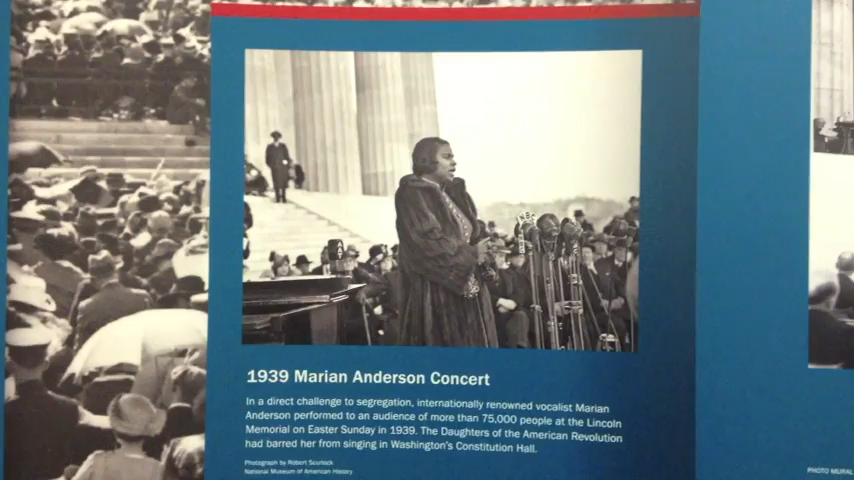 1939 Marian Anderson Concert
In a direct challenge to segregation, internationally renowned vocalist Marian
Anderson performed to an audience of more than 75,000 people at the Lincoln
Memorial on Easter Sunday in 1939. The Daughters of the American Revolution
had barred her from singing in Washington's Constitution Hall.
Photograph by Robert Scurlock
National Museum of American History
PHOTO MURAL